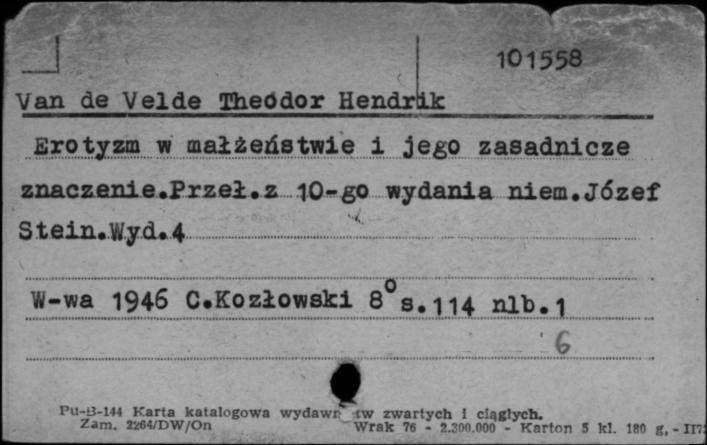 101558
Van de Velde Theodor Hendrik
Erotyzm w małżeństwie i jego zasadnicze
znaczenie.Przeł.z 10-go wydania niem.Józef
Stein.Wyd.4
W-wa 1946 C.Kozłowski 8° s.114 nlb.1
6
Pu-B-144 Karta katalogowa wydawn tw zwartych i ciągłych.
Zam. 2264/DW/On Wrak 76 - 2.300.000 - Karton 5 kl. 180 g,-